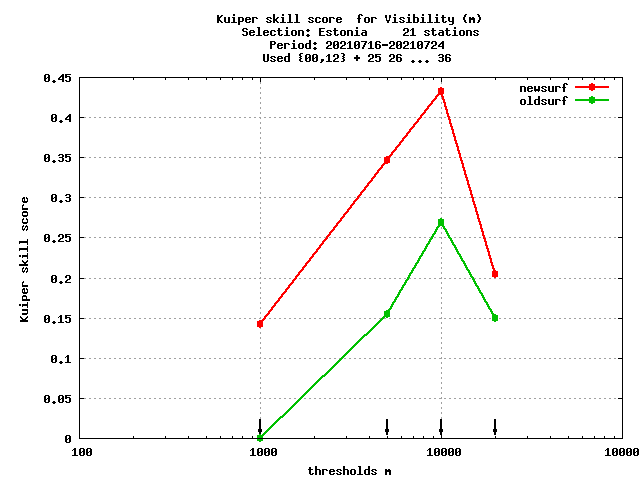 Kuiper skill score  for Visibility (m)
Selection: Estonia     21 stations
Period: 20210716-20210724
Used {00,12} + 25 26 ... 36
newsurf
oldsurf
Kuiper skill score
0.45
0.4
0.35
0.3
0.25
0.2
0.15
0.1
0.05
0
100 1000 10000 100000
thresholds m